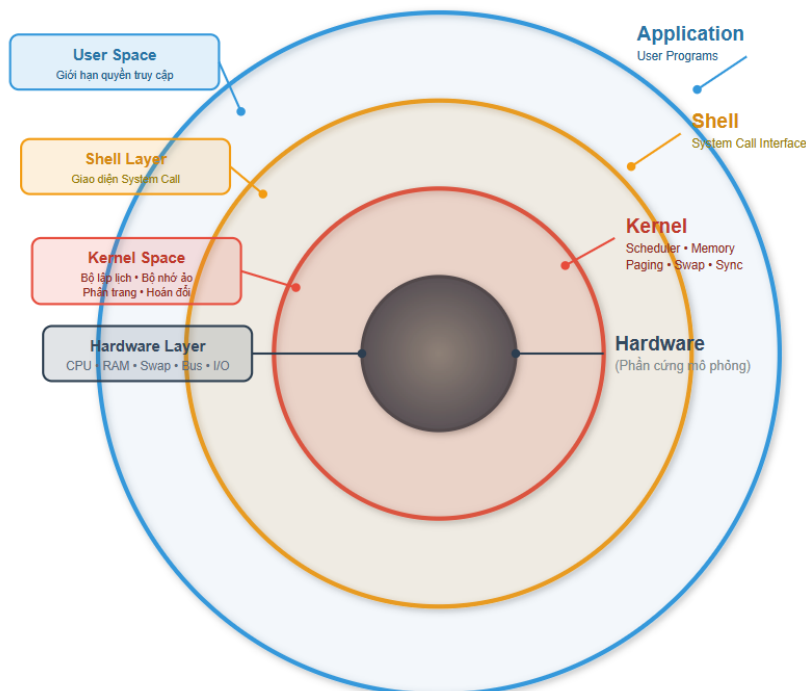 User Space
Giới hạn quyền truy cập
Shell Layer
Giao diện System Call
Kernel Space
Bộ lập lịch • Bộ nhớ ảo
Phân trang • Hoán đổi
Hardware Layer
CPU • RAM • Swap • Bus • I/O
Application
User Programs
Shell
System Call Interface
Kernel
Scheduler • Memory
Paging • Swap • Sync
Hardware
(Phần cứng mô phỏng)